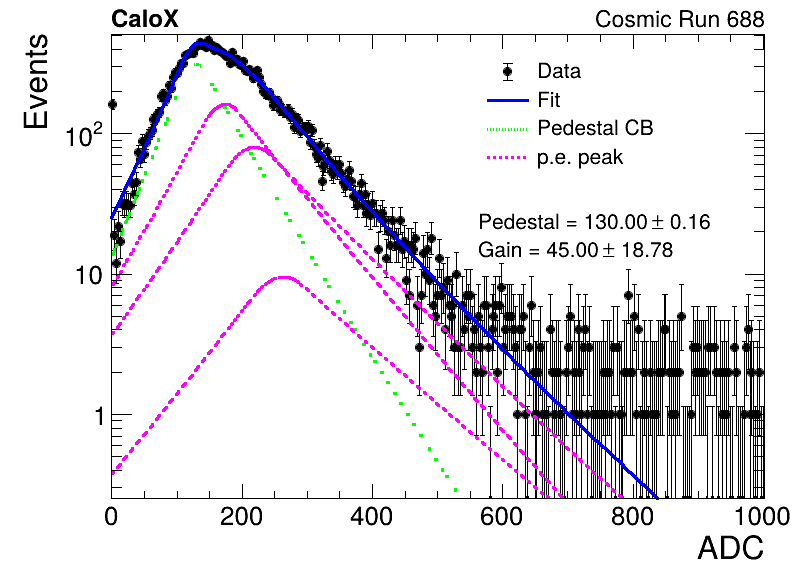 CaloX Cosmic Run 688
Events
Data
Fit
Pedestal CB
p.e. peak
Pedestal = 130.00 ± 0.16
Gain = 45.00 ± 18.78
10²
10
1
0 200 400 600 800 1000
ADC